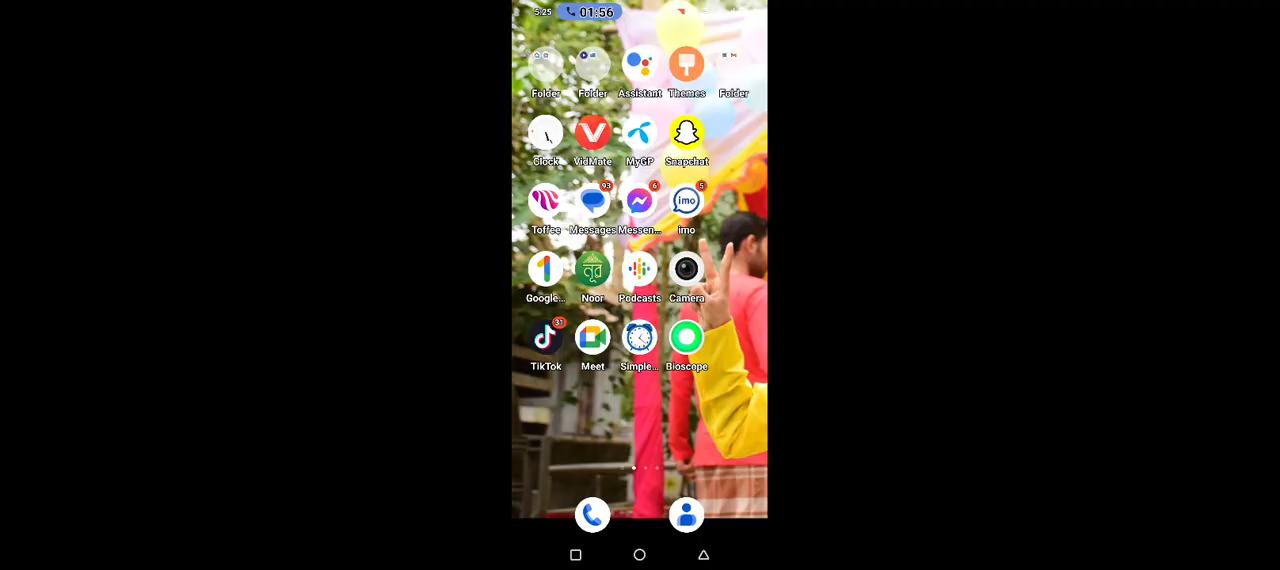 5:25 01:56
Folder Folder Assistant Themes Folder
Clock VidMate MyGP Snapchat
93 6 5
imo
Toffee Messages Messen... imo
নূর
Google... Noor Podcasts Camera
31
TikTok Meet Simple... Bioscope